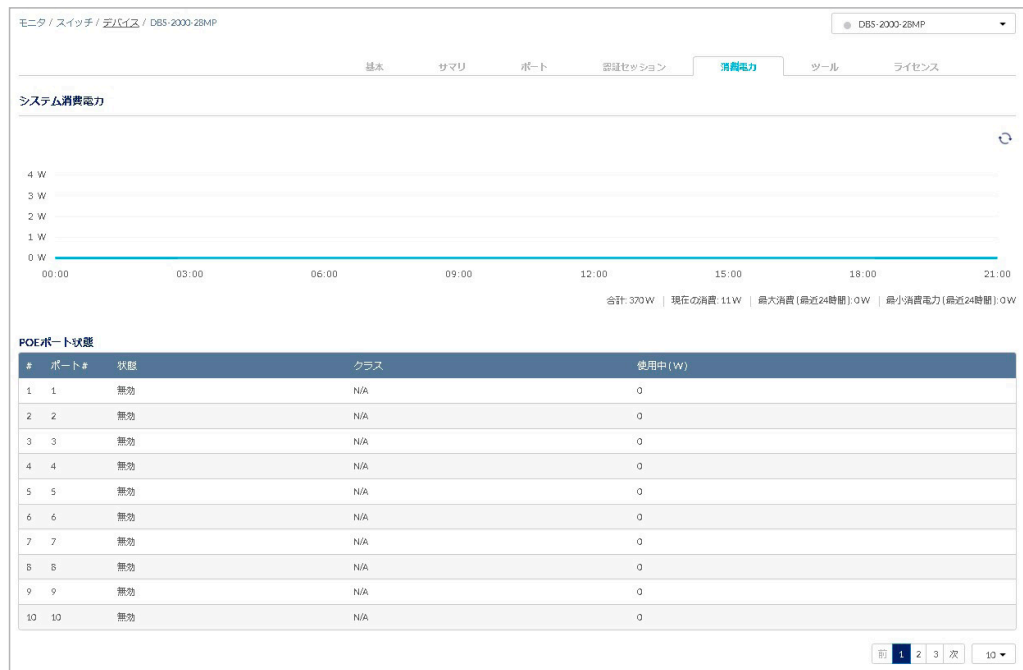 モニタ / スイッチ / デバイス / DBS-2000-28MP
DBS-2000-28MP
基本 サマリ ポート 認証セッション 消費電力 ツール ライセンス
システム消費電力
4 W
3 W
2 W
1 W
0 W
00:00 03:00 06:00 09:00 12:00 15:00 18:00 21:00
合計: 370W | 現在の消費: 11W | 最大消費 (最近24時間): 0W | 最小消費電力 (最近24時間): 0W
POEポート状態
# ポート# 状態 クラス 使用中(W)
1 1 無効 N/A 0
2 2 無効 N/A 0
3 3 無効 N/A 0
4 4 無効 N/A 0
5 5 無効 N/A 0
6 6 無効 N/A 0
7 7 無効 N/A 0
8 8 無効 N/A 0
9 9 無効 N/A 0
10 10 無効 N/A 0
前 1 2 3 次 10